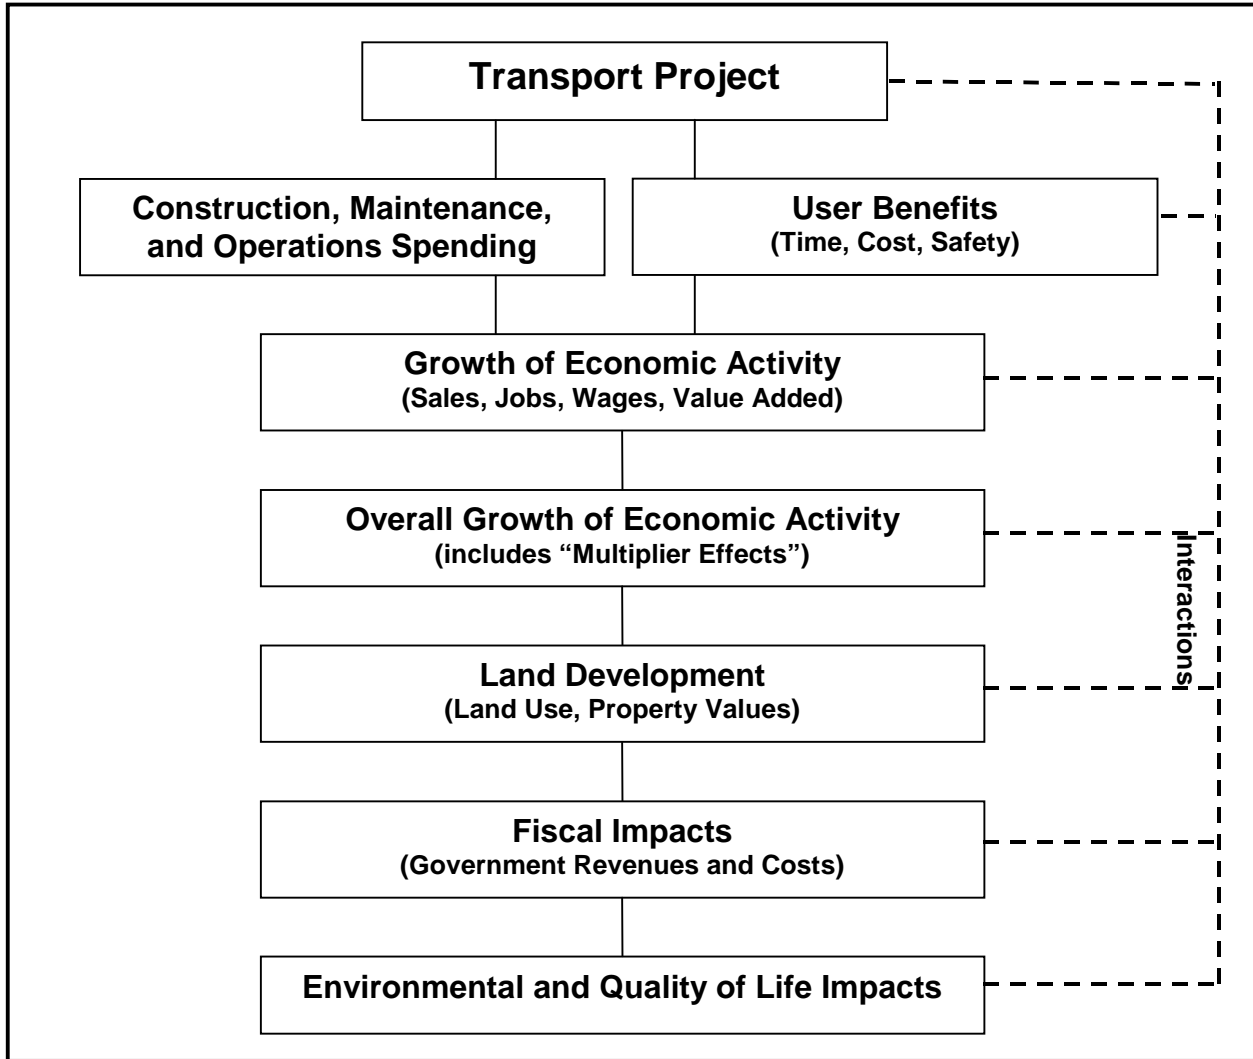 Transport Project
Construction, Maintenance,
and Operations Spending
User Benefits
(Time, Cost, Safety)
Growth of Economic Activity
(Sales, Jobs, Wages, Value Added)
Overall Growth of Economic Activity
(includes “Multiplier Effects”)
Interactions
Land Development
(Land Use, Property Values)
Fiscal Impacts
(Government Revenues and Costs)
Environmental and Quality of Life Impacts